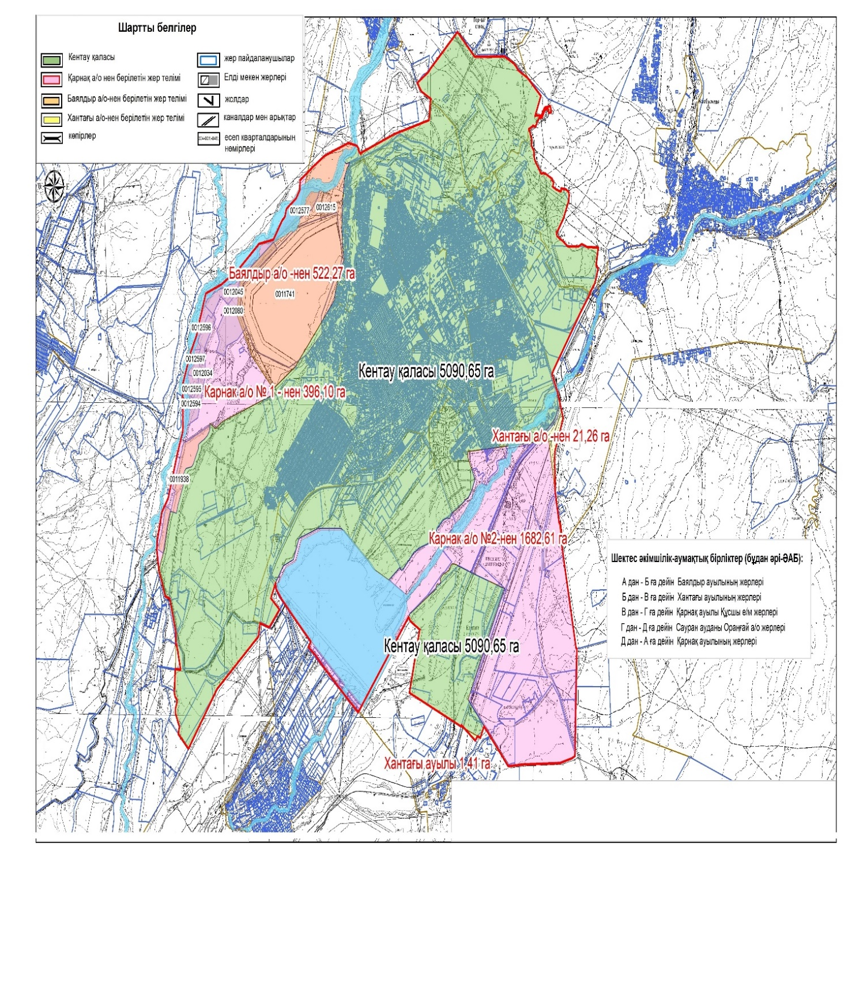 Шартты белгілер
Кентау қаласы
Қарнақ а/о нен берілетін жер телімі
Баялдыр а/о-нен берілетін жер телімі
Хантағы а/о-нен берілетін жер телімі
көпірлер
жер пайдаланушылар
Елді мекен жерлері
жолдар
каналдар мен арықтар
есеп кварталдарының
нөмірлері
0012577
0012615
Баялдыр а/о -нен 522,27 га
0012045
0011741
0012080
0012596
0012597
0012034
0012595
0012594
Кентау қаласы 5090,65 га
Карнак а/о № 1 - нен 396,10 га
Хантағы а/о -нен 21,26 га
0011938
Карнак а/о №2-нен 1682,61 га
Шектес әкімшілік-аумақтық бірліктер (бұдан әрі-ӘАБ):
А дан - Б ға дейін Баялдыр ауылының жерлері
Б дан - В ға дейін Хантағы ауылының жерлері
В дан - Г ға дейін Қарнақ ауылы Құсшы е/м жерлері
Г дан - Д ға дейін Сауран ауданы Оранғай а/о жерлері
Д дан - А ға дейін Қарнақ ауылының жерлері
Кентау қаласы 5090,65 га
Хантағы ауылы 1,41 га